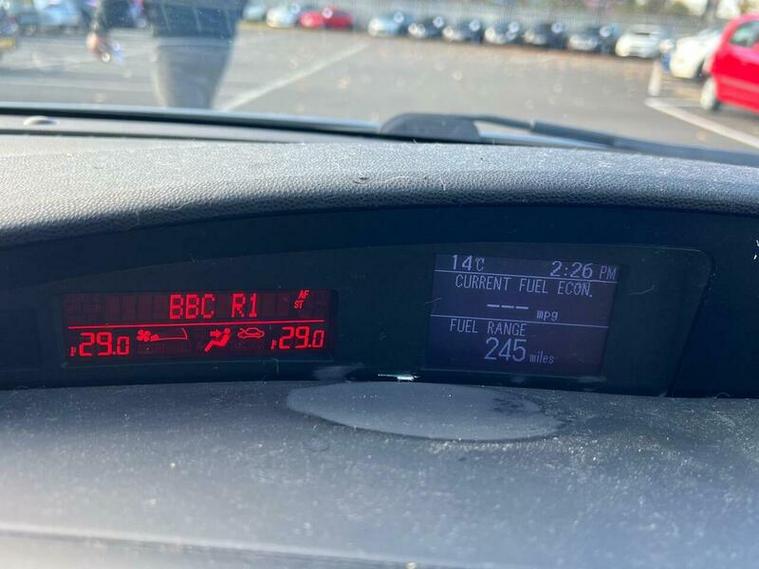 BBC R1
AF
ST
29.0
29.0
14°C 2:26 PM
CURRENT FUEL ECON.
--- mpg
FUEL RANGE
245 miles